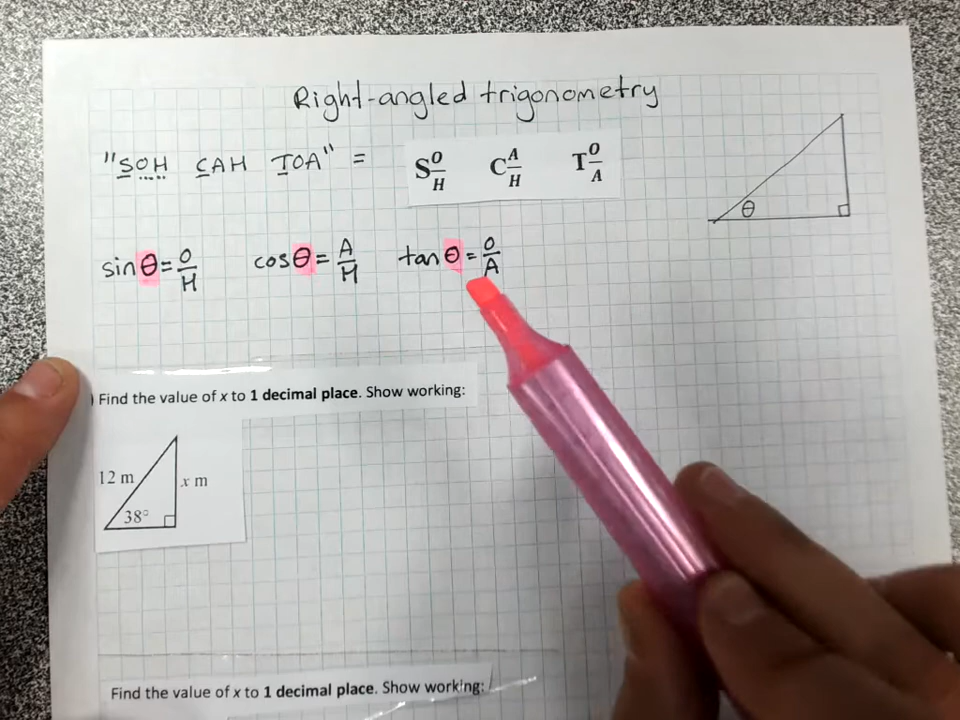 Right-angled trigonometry
"SOH CAH TOA" = S O/H C A/H T O/A
θ
sinθ = O/H cosθ = A/H tanθ = O/A
) Find the value of x to 1 decimal place. Show working:
12 m
x m
38°
Find the value of x to 1 decimal place. Show working: